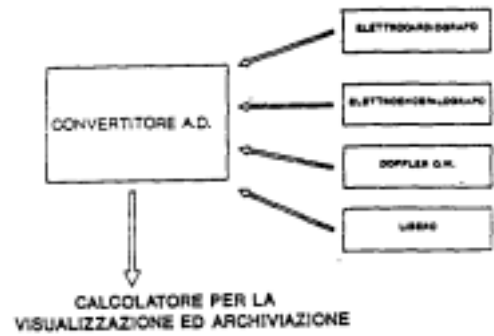 ELETTROCARDIOGRAFO
ELETTROENCEFALOGRAFO
CONVERTITORE A.D.
DOPPLER
LIBERO
CALCOLATORE PER LA
VISUALIZZAZIONE ED ARCHIVIAZIONE